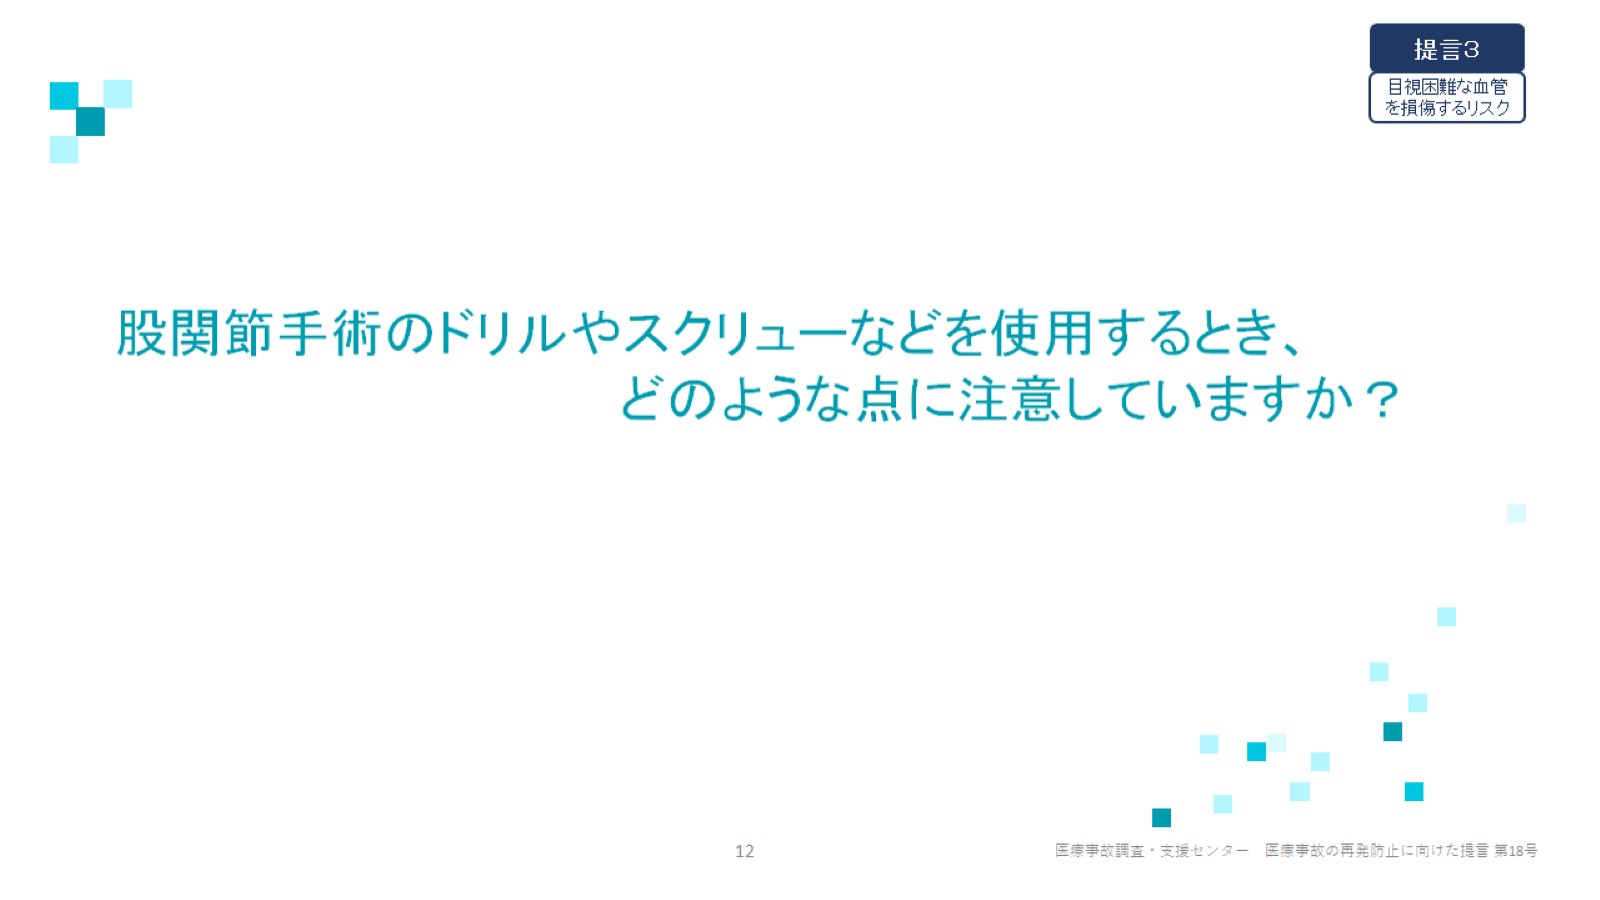 提言3
目視困難な血管
を損傷するリスク
股関節手術のドリルやスクリューなどを使用するとき、
どのような点に注意していますか？
12
医療事故調査・支援センター　医療事故の再発防止に向けた提言 第18号